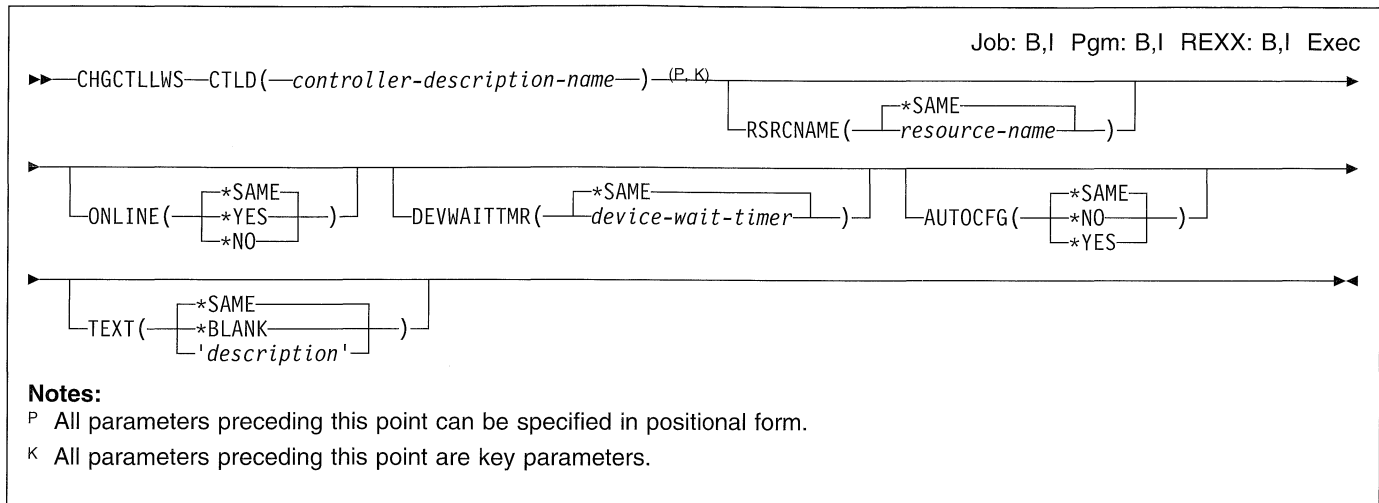 Job: B,I Pgm: B,I REXX: B,I Exec
CHGCTLLWS CTLD( controller-description-name ) (P, K)
*SAME
RSRCNAME( resource-name )
*SAME *SAME *SAME
ONLINE( *YES ) DEVWAITTMR( device-wait-timer ) AUTOCFG( *NO )
*NO *YES
*SAME
TEXT( *BLANK )
'description'
Notes:
P All parameters preceding this point can be specified in positional form.
K All parameters preceding this point are key parameters.